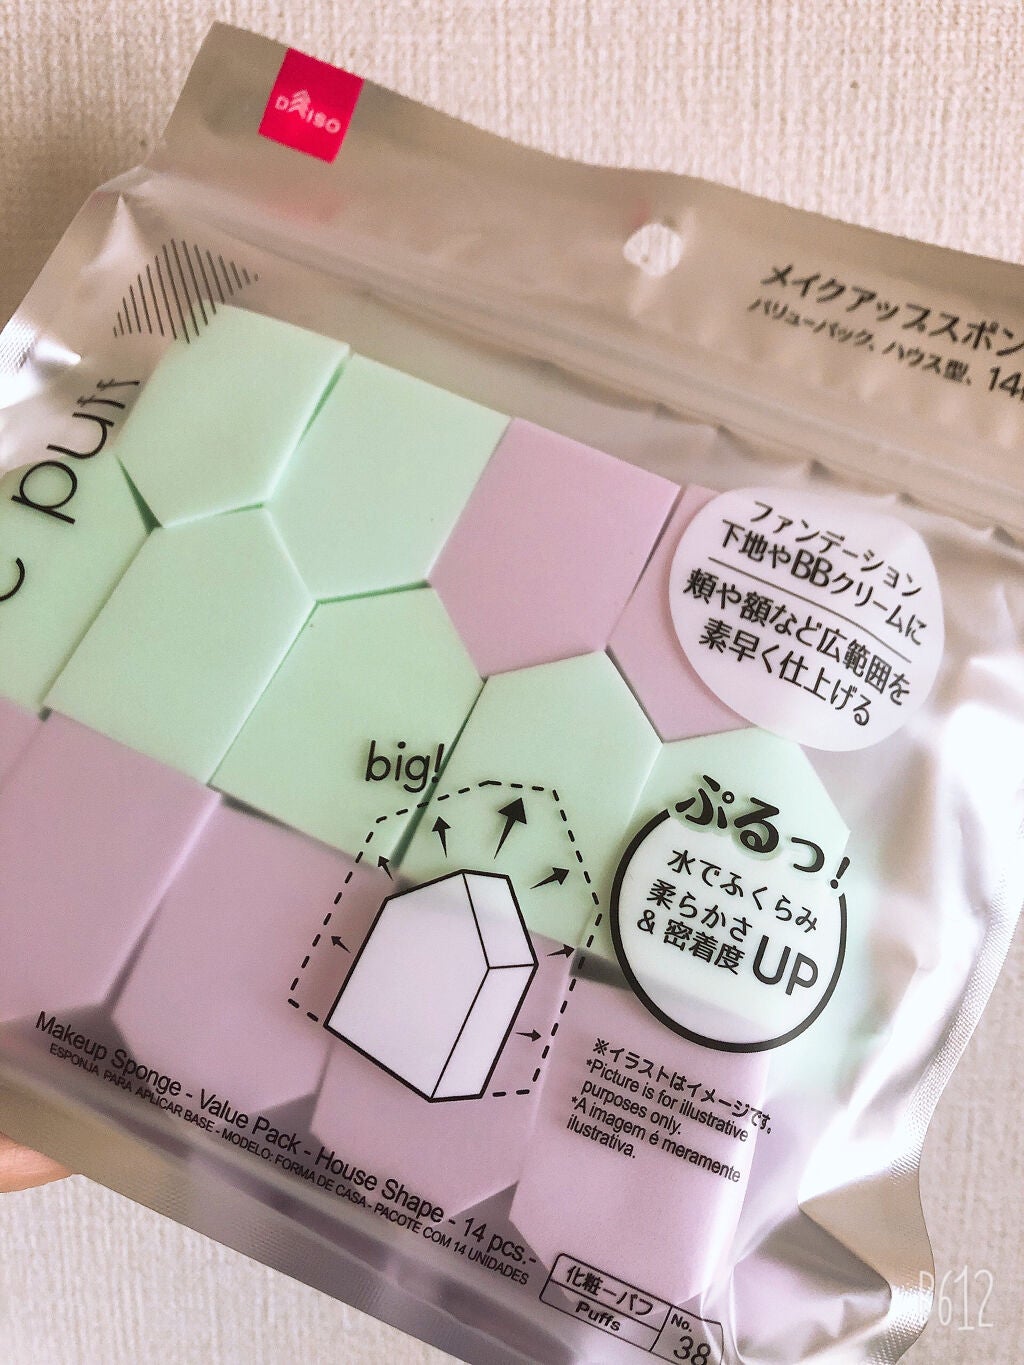 DAISO
メイクアップスポン
バリューパック、ハウス型、14
c puff
ファンデーション
下地やBBクリームに
頬や額など広範囲を
素早く仕上げる
big!
ぷるっ!
水でふくらみ
柔らかさ
& 密着度 UP
※イラストはイメージです。
*Picture is for illustrative
purposes only.
*A imagem é meramente
ilustrativa.
Makeup Sponge - Value Pack - House Shape - 14 pcs.-
ESPONJA PARA APLICAR BASE - MODELO: FORMA DE CASA - PACOTE COM 14 UNIDADES
化粧ーパフ
Puffs
No.
38
B612